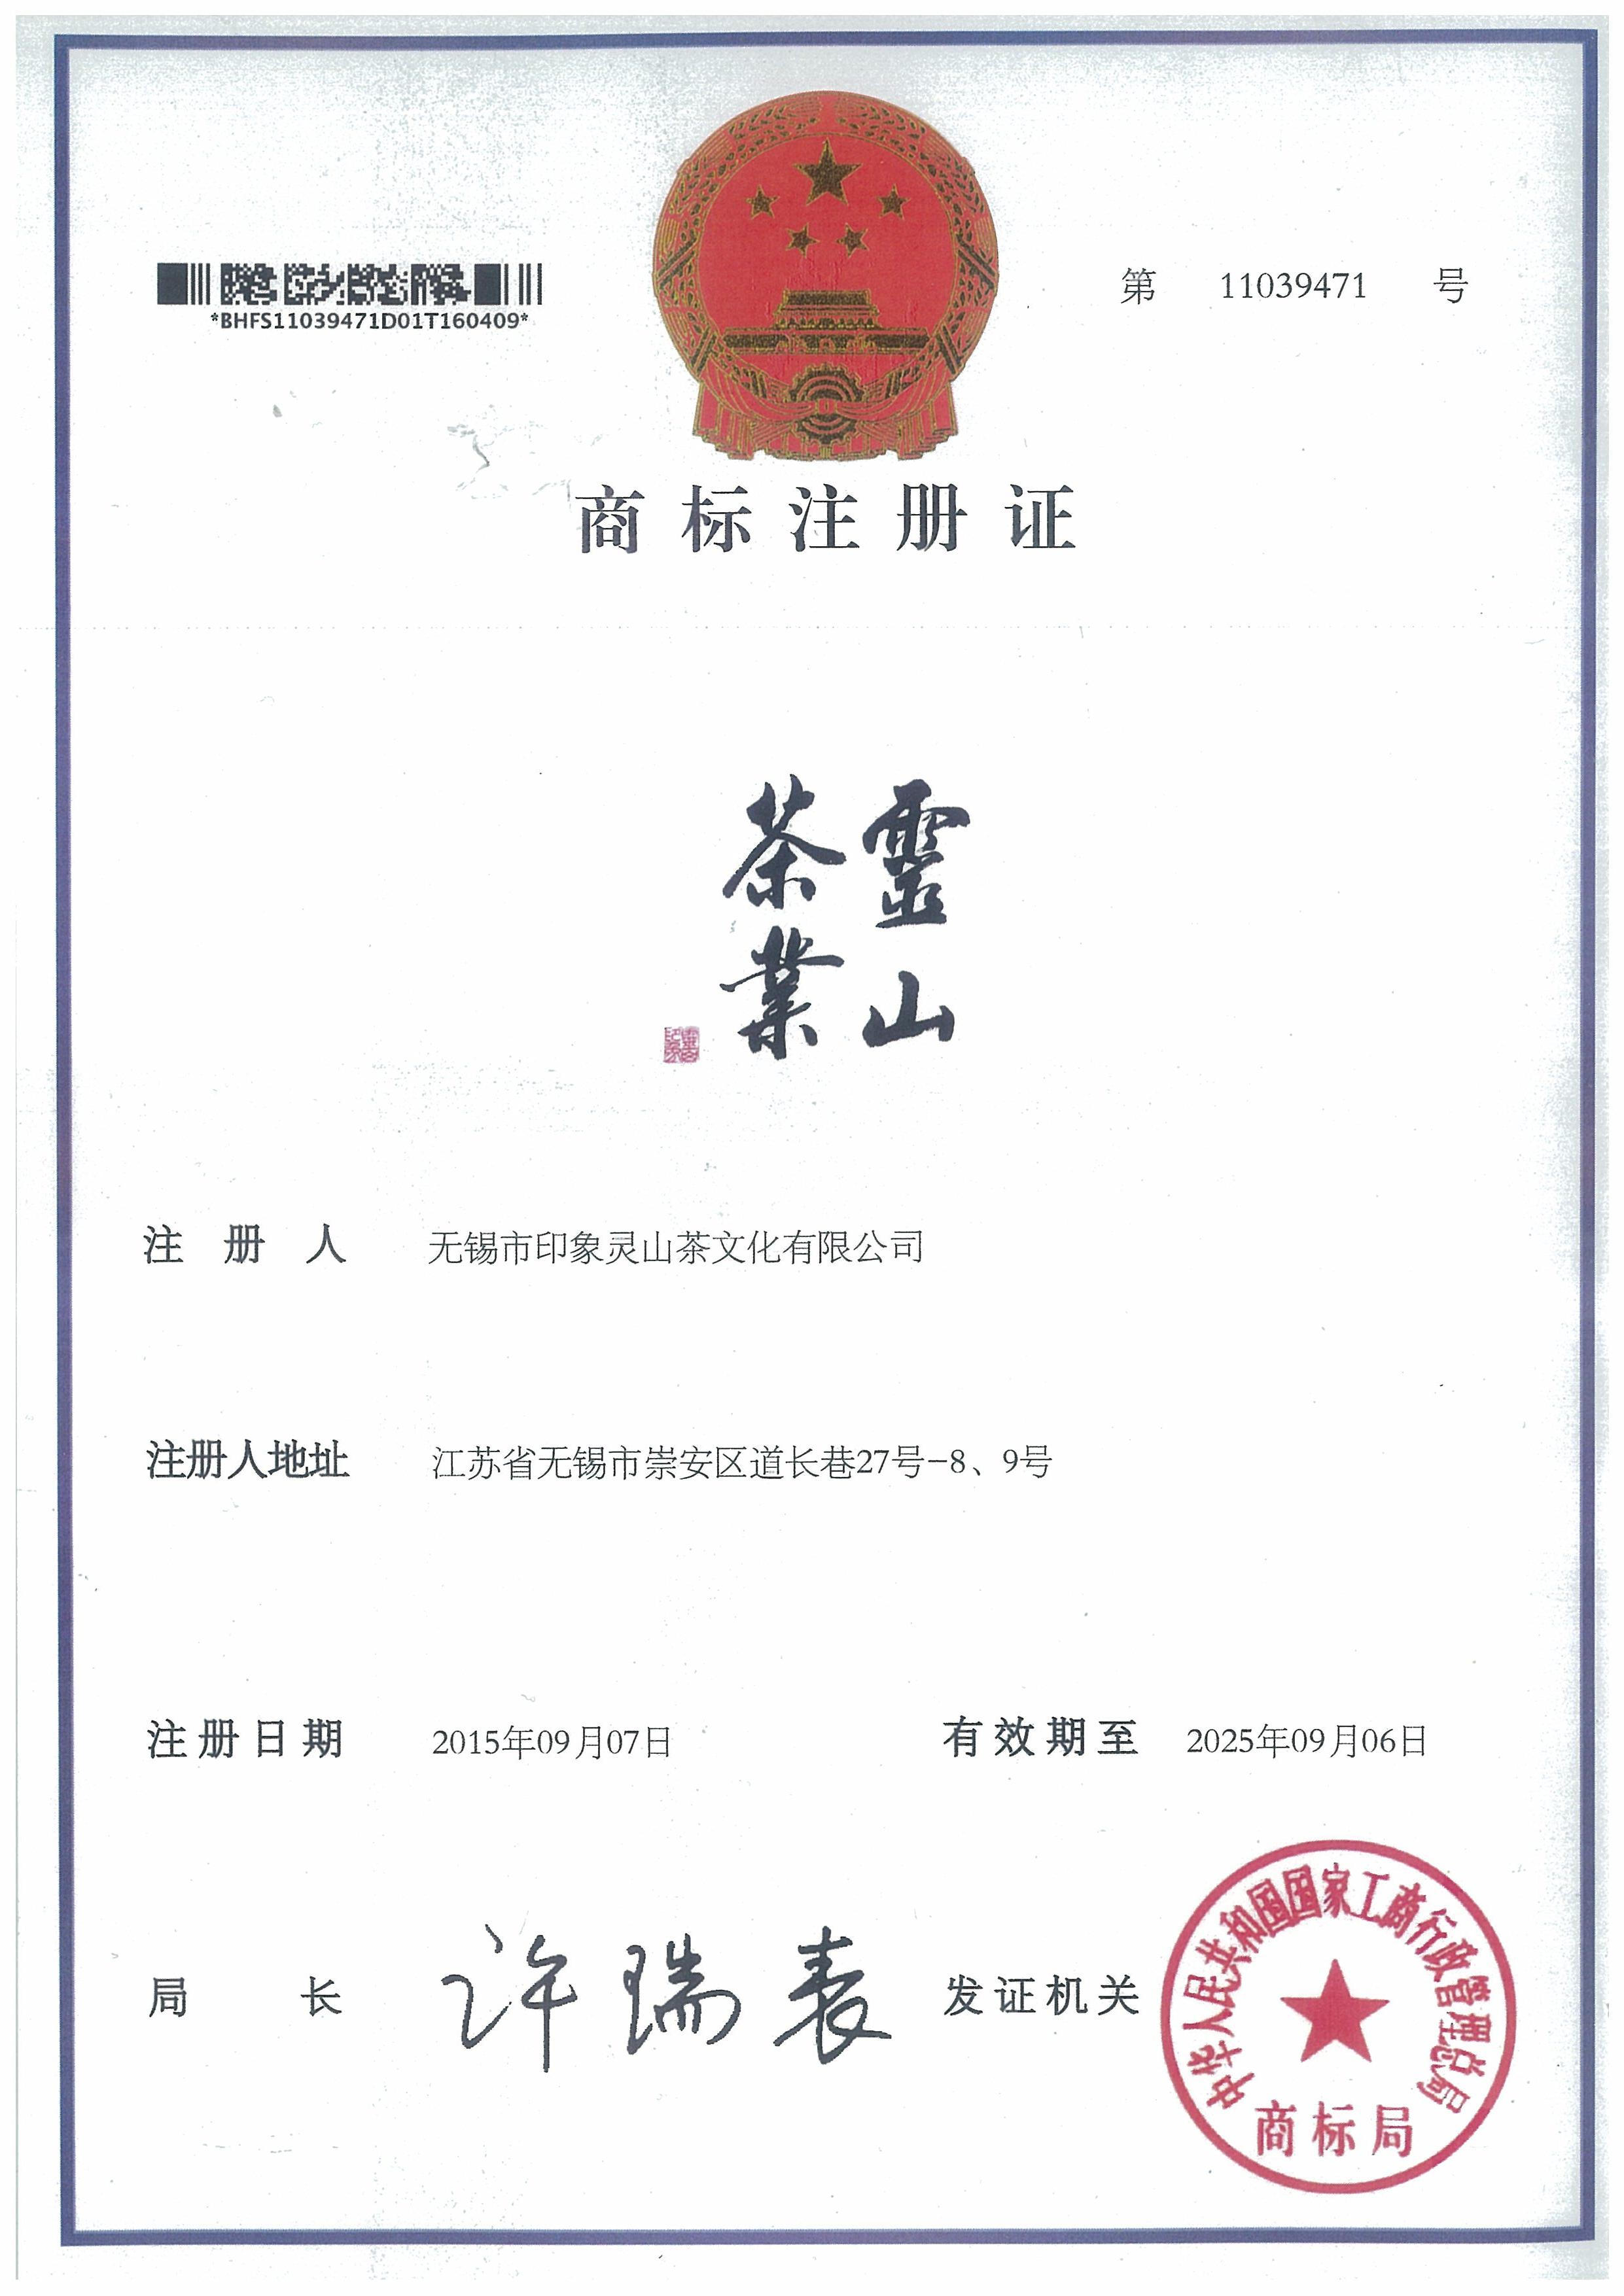 *BHFS11039471D01T160409*
第 11039471 号
商标注册证
靈山
茶業
注册人 无锡市印象灵山茶文化有限公司
注册人地址 江苏省无锡市崇安区道长巷27号-8、9号
注册日期 2015年09月07日 有效期至 2025年09月06日
局长 许瑞表 发证机关
中华人民共和国国家工商行政管理总局
商标局